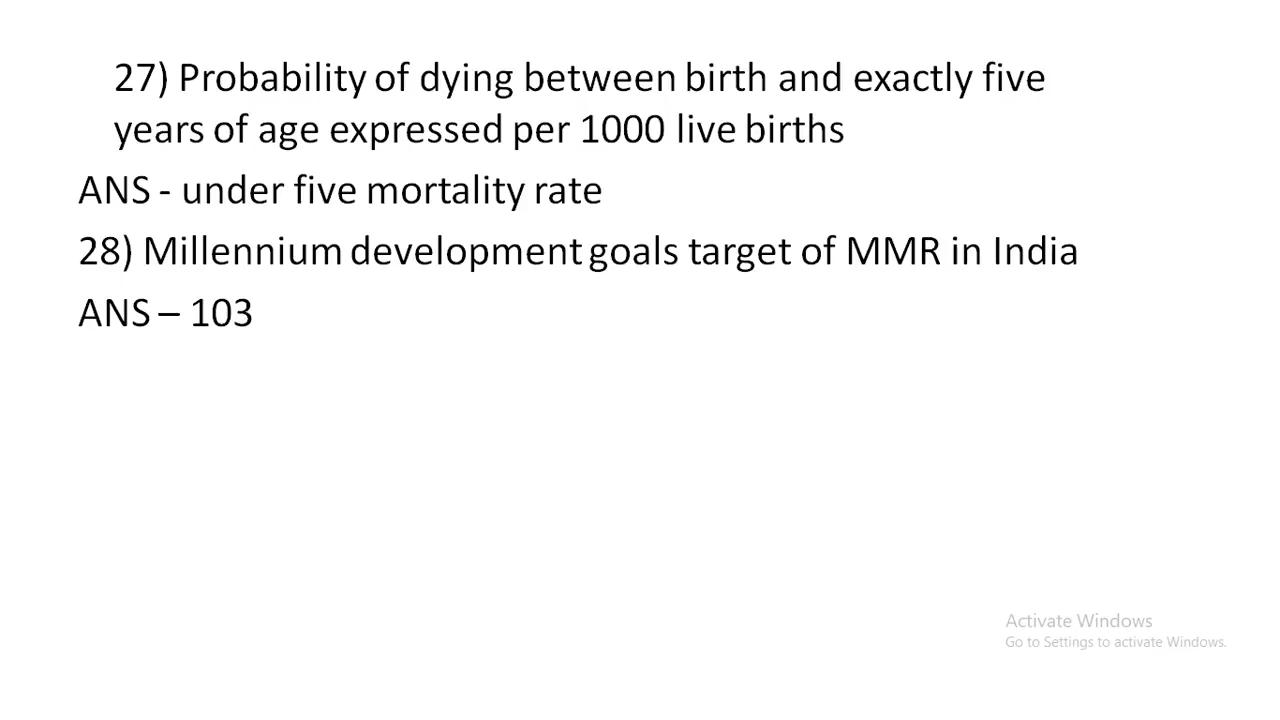 27) Probability of dying between birth and exactly five
years of age expressed per 1000 live births
ANS - under five mortality rate
28) Millennium development goals target of MMR in India
ANS – 103
Activate Windows
Go to Settings to activate Windows.